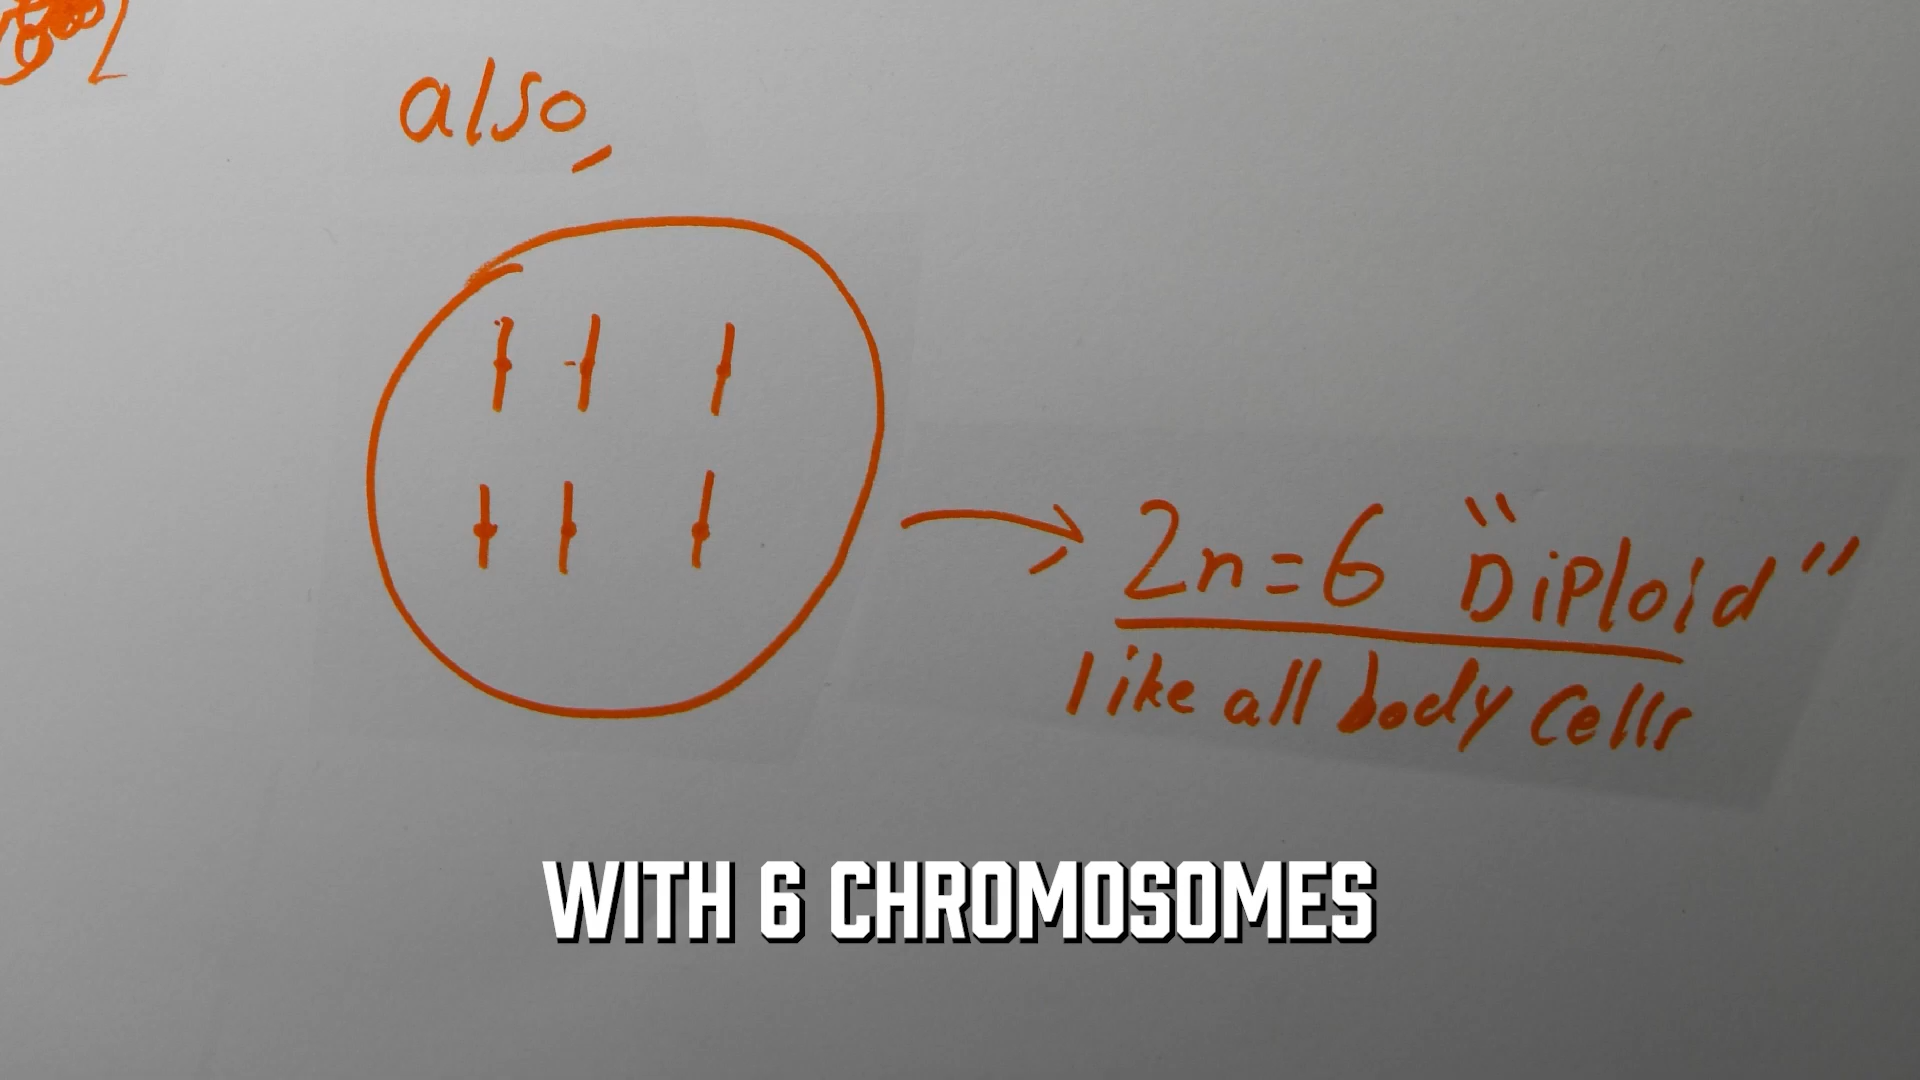 also,
2n=6 "Diploid"
like all body cells
WITH 6 CHROMOSOMES